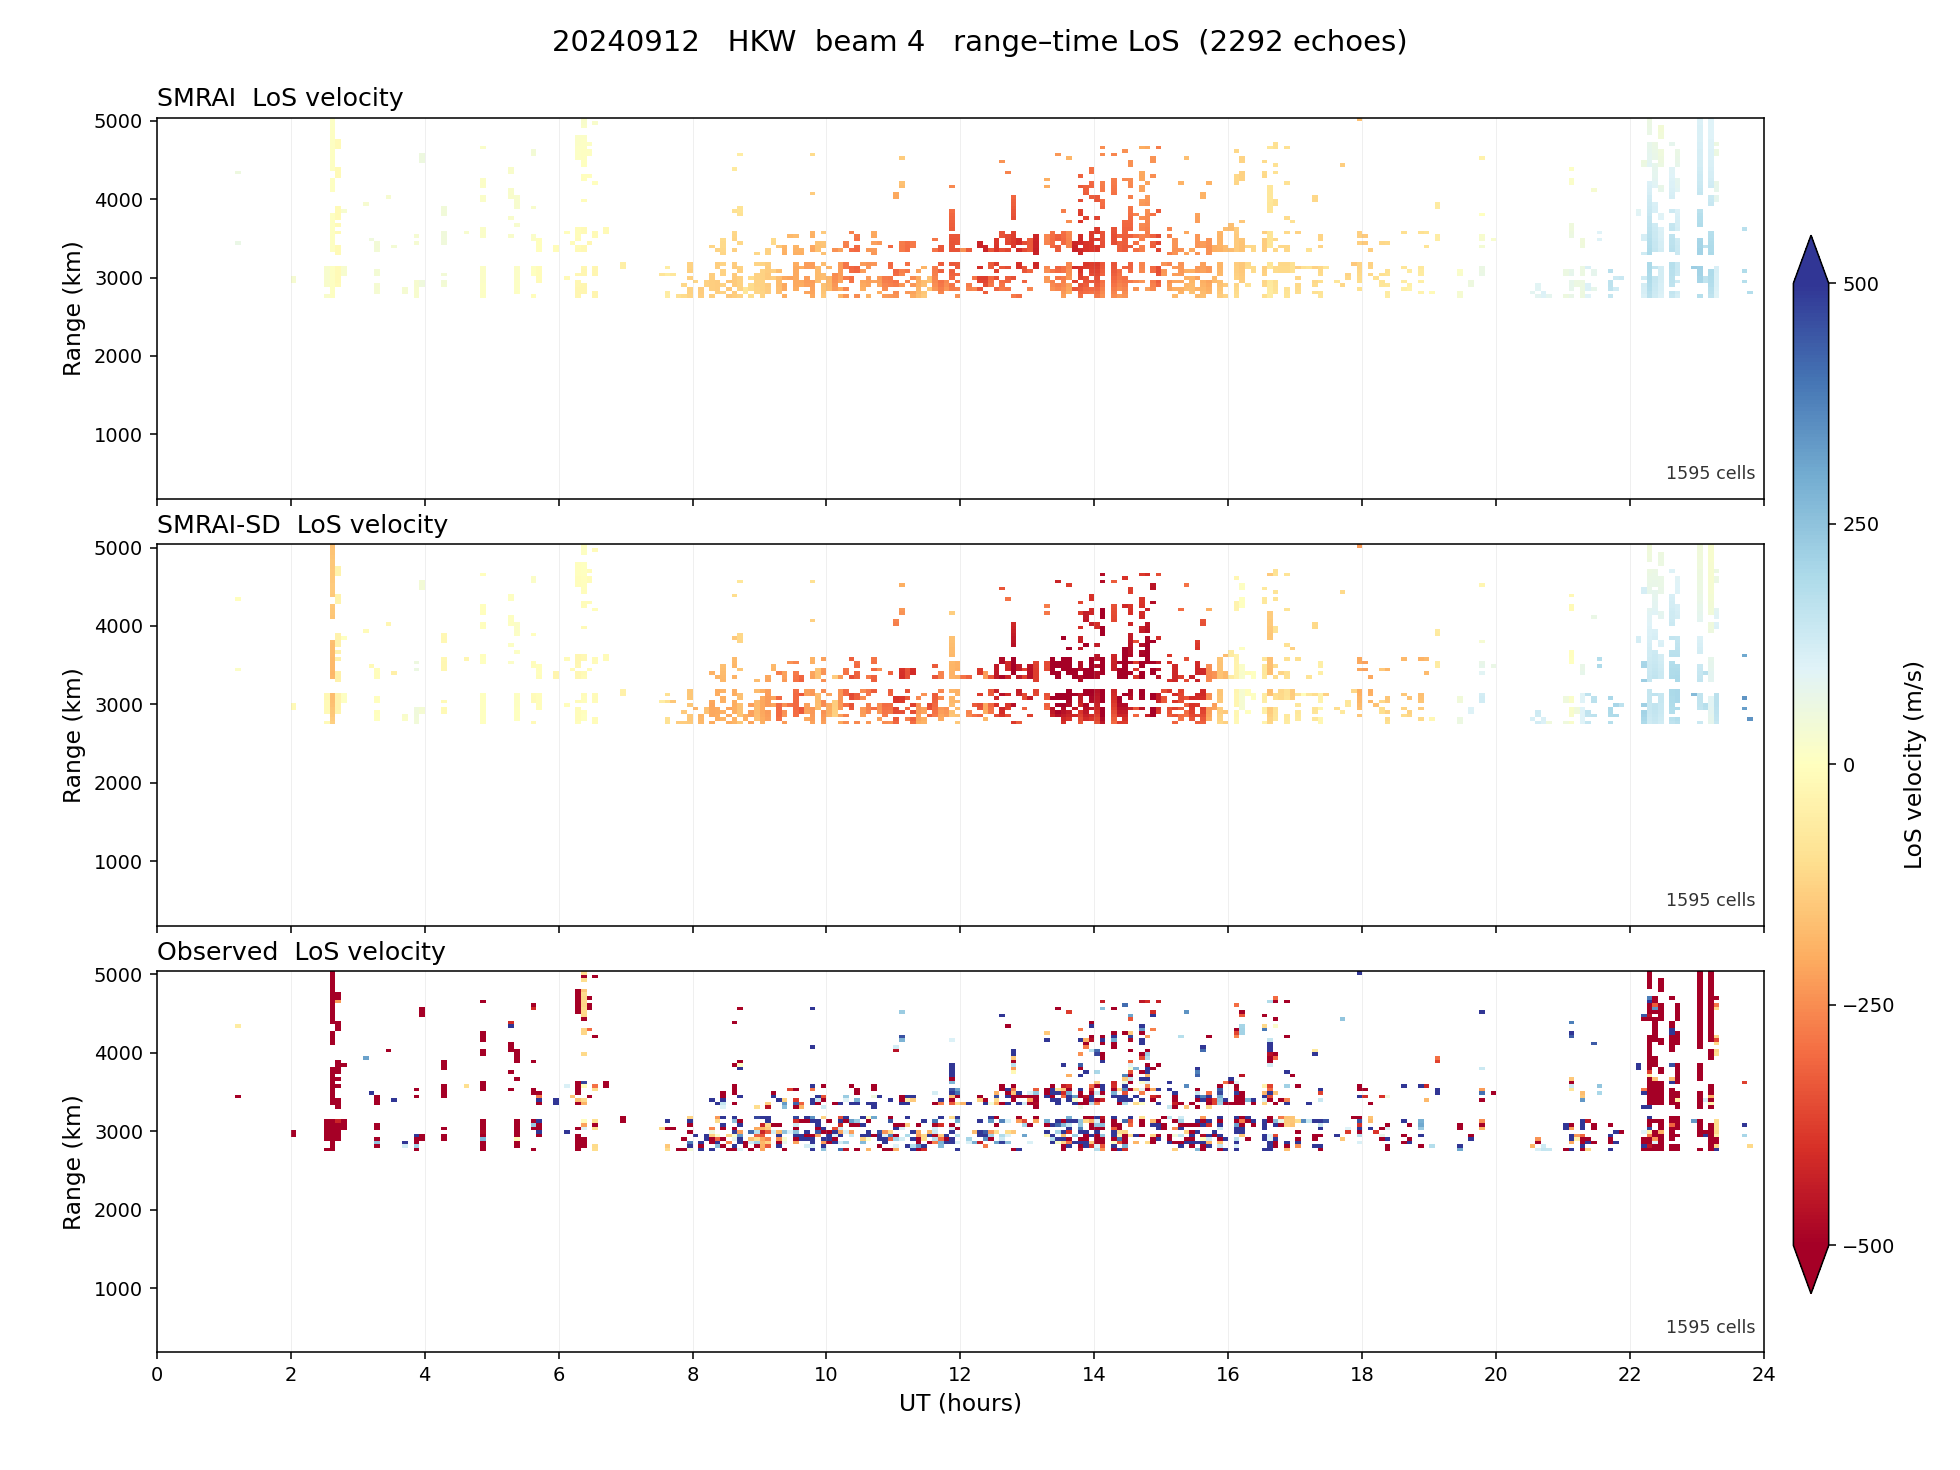 20240912 HKW beam 4 range–time LoS (2292 echoes)
SMRAI LoS velocity
5000
4000
3000
2000
1000
Range (km)
1595 cells
SMRAI-SD LoS velocity
5000
4000
3000
2000
1000
Range (km)
1595 cells
Observed LoS velocity
5000
4000
3000
2000
1000
Range (km)
1595 cells
0 2 4 6 8 10 12 14 16 18 20 22 24
UT (hours)
500
250
0
−250
−500
LoS velocity (m/s)